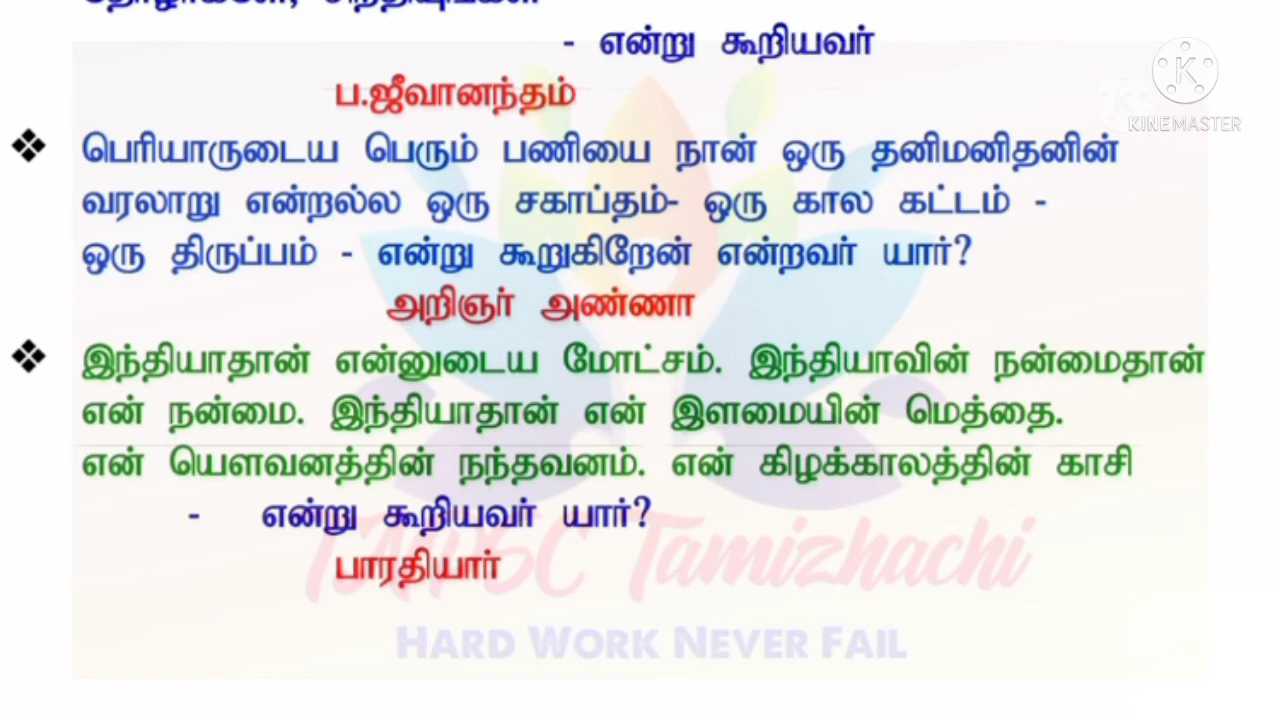 - என்று கூறியவர்
ப.ஜீவானந்தம்
❖ பெரியாருடைய பெரும் பணியை நான் ஒரு தனிமனிதனின்
வரலாறு என்றல்ல ஒரு சகாப்தம்- ஒரு கால கட்டம் -
ஒரு திருப்பம் - என்று கூறுகிறேன் என்றவர் யார்?
அறிஞர் அண்ணா
❖ இந்தியாதான் என்னுடைய மோட்சம். இந்தியாவின் நன்மைதான்
என் நன்மை. இந்தியாதான் என் இளமையின் மெத்தை.
என் யௌவனத்தின் நந்தவனம். என் கிழக்காலத்தின் காசி
- என்று கூறியவர் யார்?
பாரதியார்
TNPSC Tamizhachi
HARD WORK NEVER FAIL
K
KINEMASTER